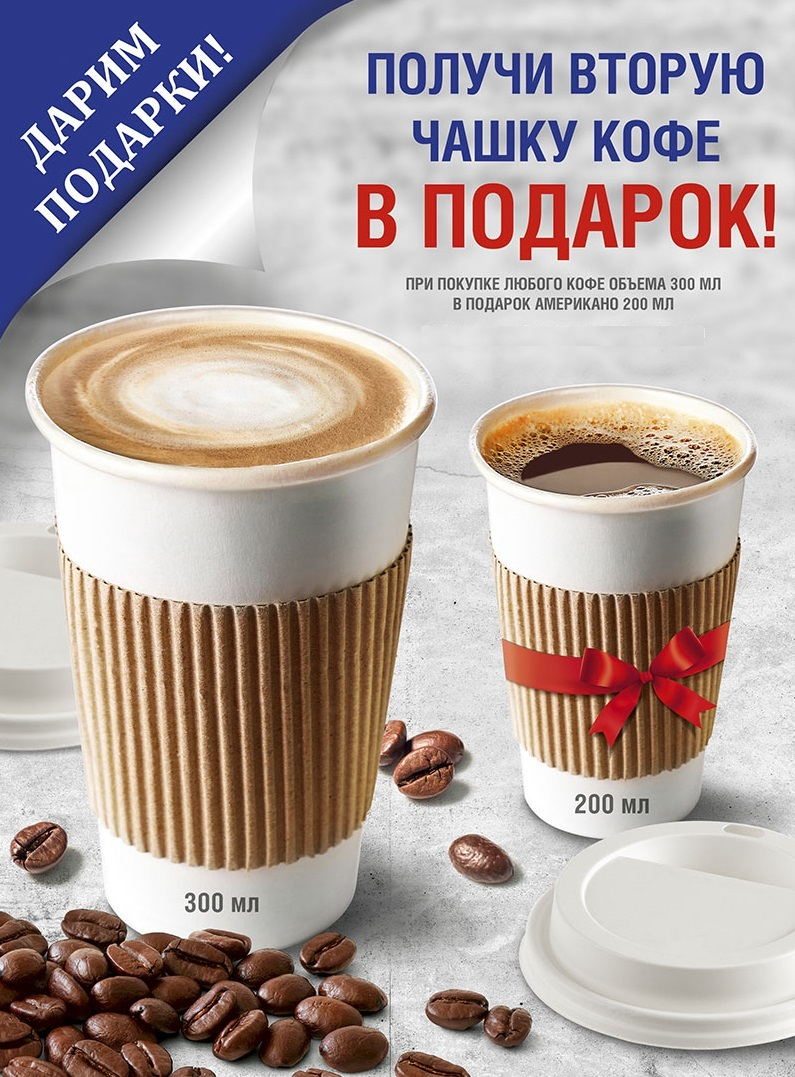 ДАРИМ
ПОДАРКИ!
ПОЛУЧИ ВТОРУЮ
ЧАШКУ КОФЕ
В ПОДАРОК!
ПРИ ПОКУПКЕ ЛЮБОГО КОФЕ ОБЪЕМА 300 МЛ
В ПОДАРОК АМЕРИКАНО 200 МЛ
200 мл
300 мл